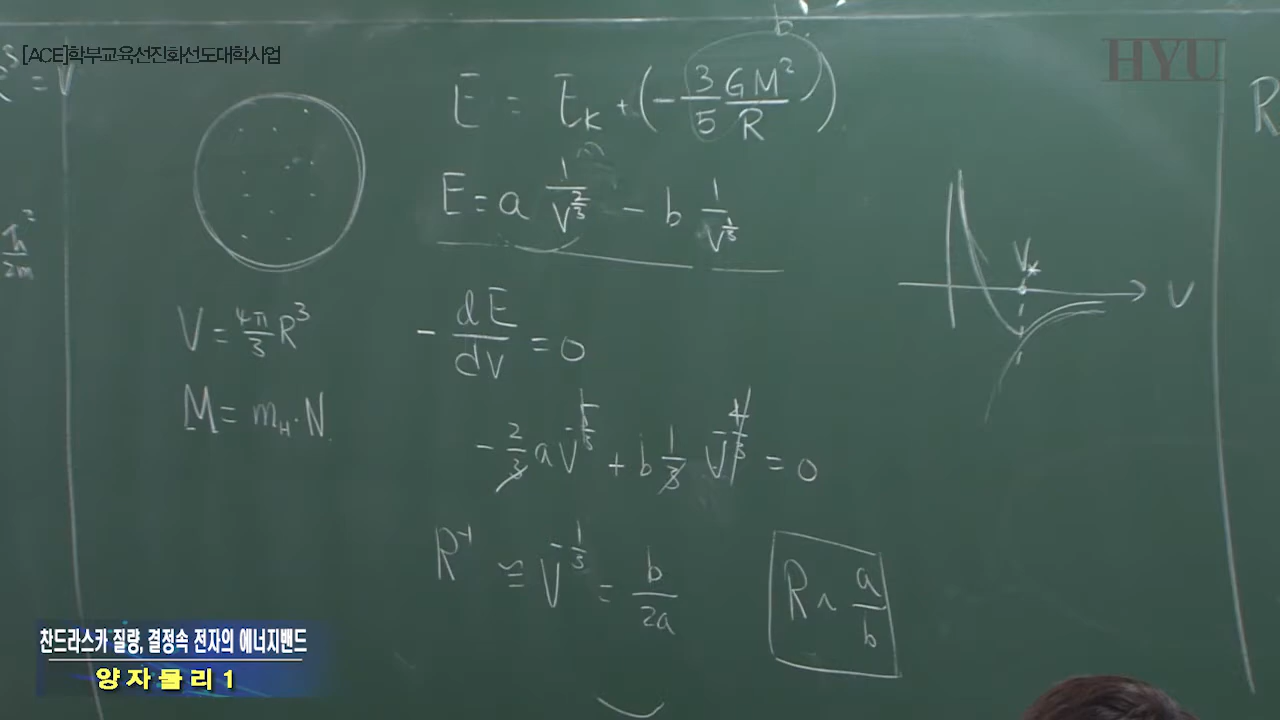 [ACE]학부교육선진화선도대학사업
HYU
b
E = E_K + (- 3/5 GM²/R)
E = a 1/V^(2/3) - b 1/V^(1/3)
ħ²/2m
V = 4π/3 R³
M = m_H · N
- dE/dV = 0
- 2/3 a V^(-5/3) + b 1/3 V^(-4/3) = 0
R⁻¹ ≅ V^(-1/3) = b/2a
R ~ a/b
V*
V
R
찬드라스카 질량, 결정속 전자의 에너지밴드
양자물리1